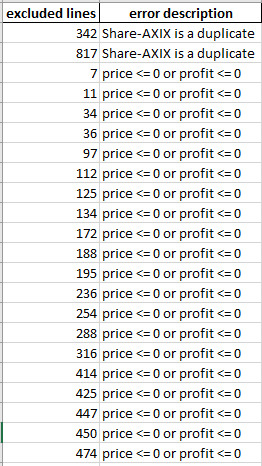 excluded lines error description
342 Share-AXIX is a duplicate
817 Share-AXIX is a duplicate
7 price <= 0 or profit <= 0
11 price <= 0 or profit <= 0
34 price <= 0 or profit <= 0
36 price <= 0 or profit <= 0
97 price <= 0 or profit <= 0
112 price <= 0 or profit <= 0
125 price <= 0 or profit <= 0
134 price <= 0 or profit <= 0
172 price <= 0 or profit <= 0
188 price <= 0 or profit <= 0
195 price <= 0 or profit <= 0
236 price <= 0 or profit <= 0
254 price <= 0 or profit <= 0
288 price <= 0 or profit <= 0
316 price <= 0 or profit <= 0
414 price <= 0 or profit <= 0
425 price <= 0 or profit <= 0
447 price <= 0 or profit <= 0
450 price <= 0 or profit <= 0
474 price <= 0 or profit <= 0